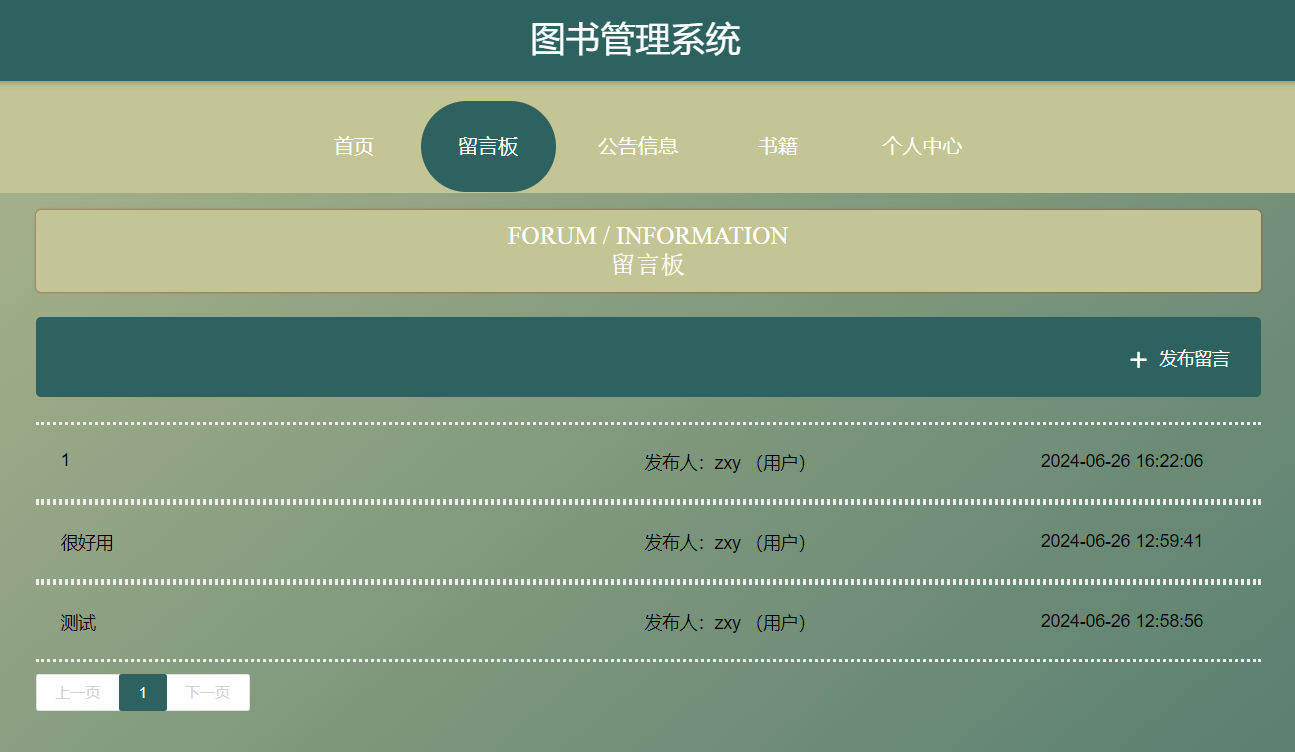 图书管理系统
首页 留言板 公告信息 书籍 个人中心
FORUM / INFORMATION
留言板
+ 发布留言
1 发布人：zxy （用户） 2024-06-26 16:22:06
很好用 发布人：zxy （用户） 2024-06-26 12:59:41
测试 发布人：zxy （用户） 2024-06-26 12:58:56
上一页 1 下一页